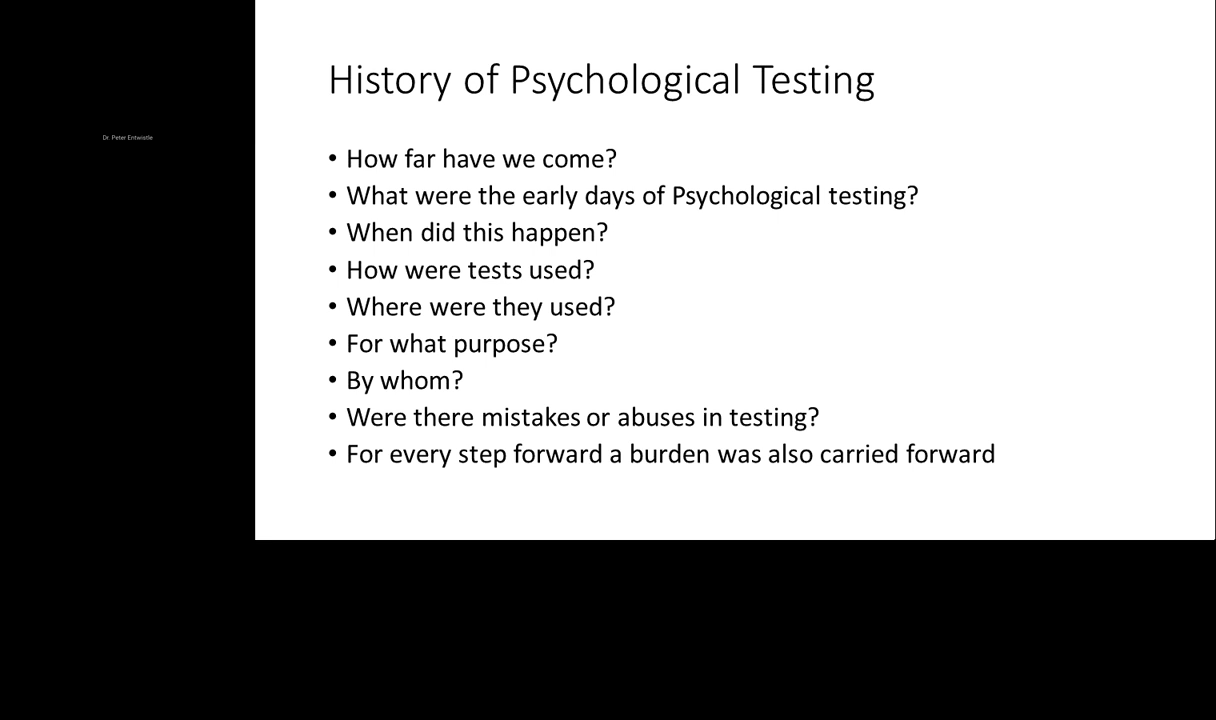 Dr. Peter Entwistle
History of Psychological Testing
• How far have we come?
• What were the early days of Psychological testing?
• When did this happen?
• How were tests used?
• Where were they used?
• For what purpose?
• By whom?
• Were there mistakes or abuses in testing?
• For every step forward a burden was also carried forward